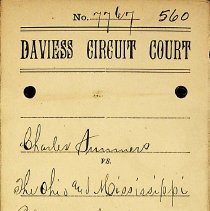 No. 7767 560
DAVIESS CIRCUIT COURT
Charles Summers
vs.
The Ohio and Mississippi